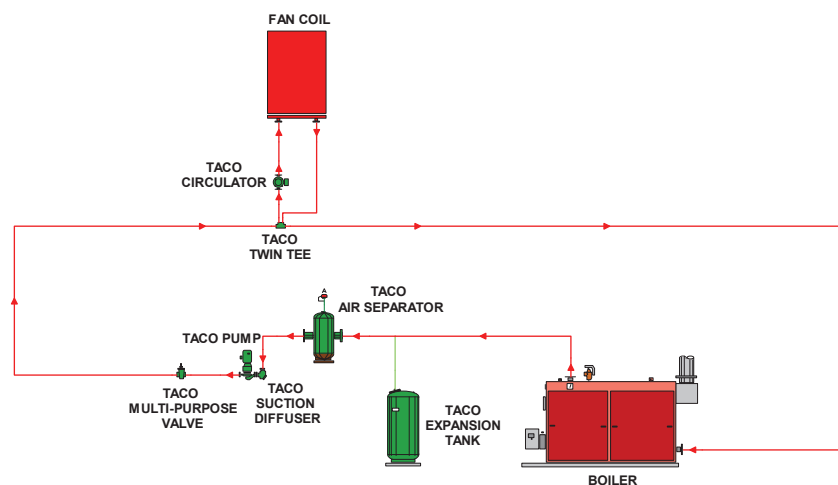 FAN COIL
TACO
CIRCULATOR
TACO
TWIN TEE
TACO
AIR SEPARATOR
TACO PUMP
TACO
MULTI-PURPOSE
VALVE
TACO
SUCTION
DIFFUSER
TACO
EXPANSION
TANK
BOILER